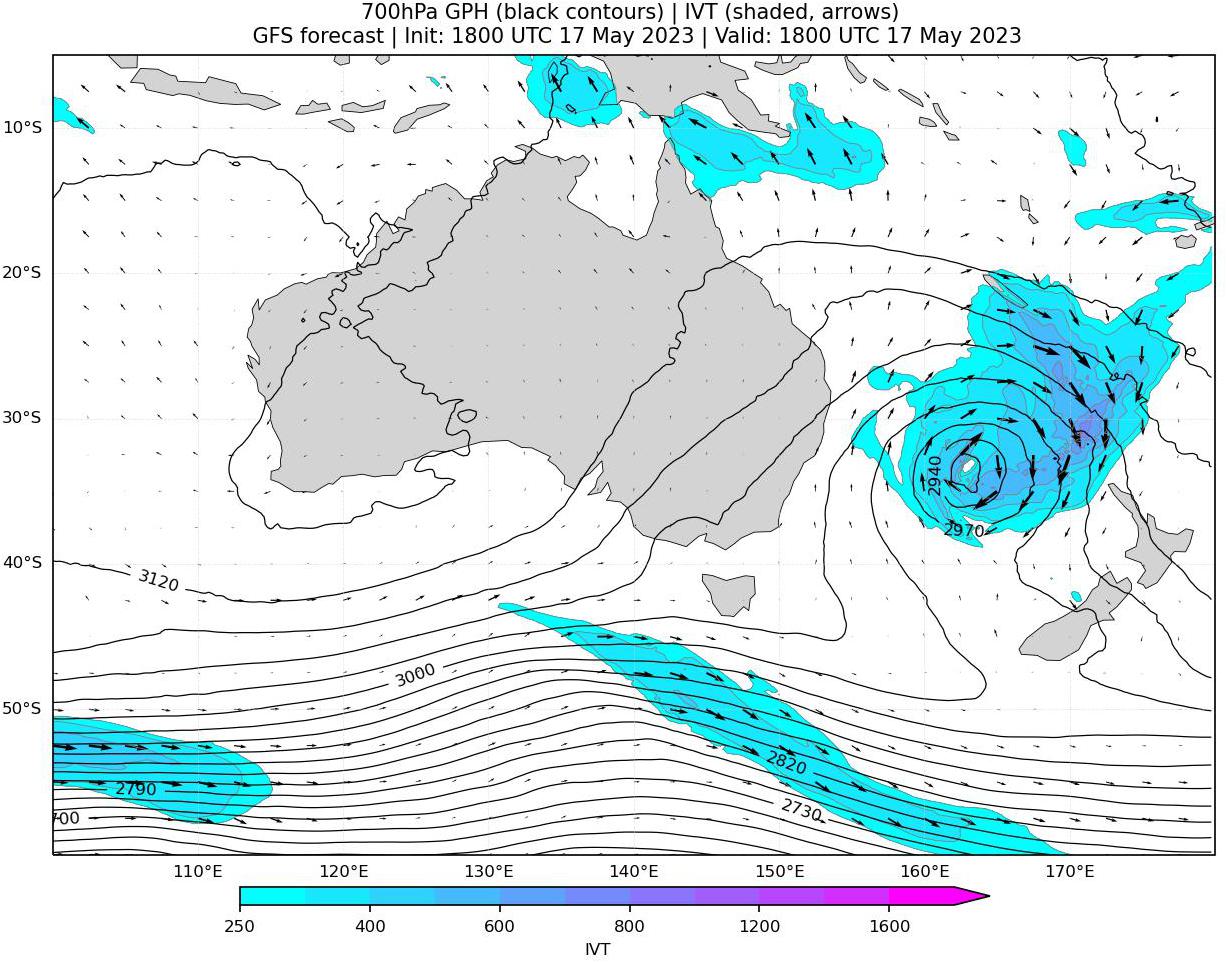 700hPa GPH (black contours) | IVT (shaded, arrows)
GFS forecast | Init: 1800 UTC 17 May 2023 | Valid: 1800 UTC 17 May 2023
10°S
20°S
30°S
2940
2970
40°S
3120
3000
50°S
2820
2790
2730
700
110°E 120°E 130°E 140°E 150°E 160°E 170°E
250 400 600 800 1200 1600
IVT